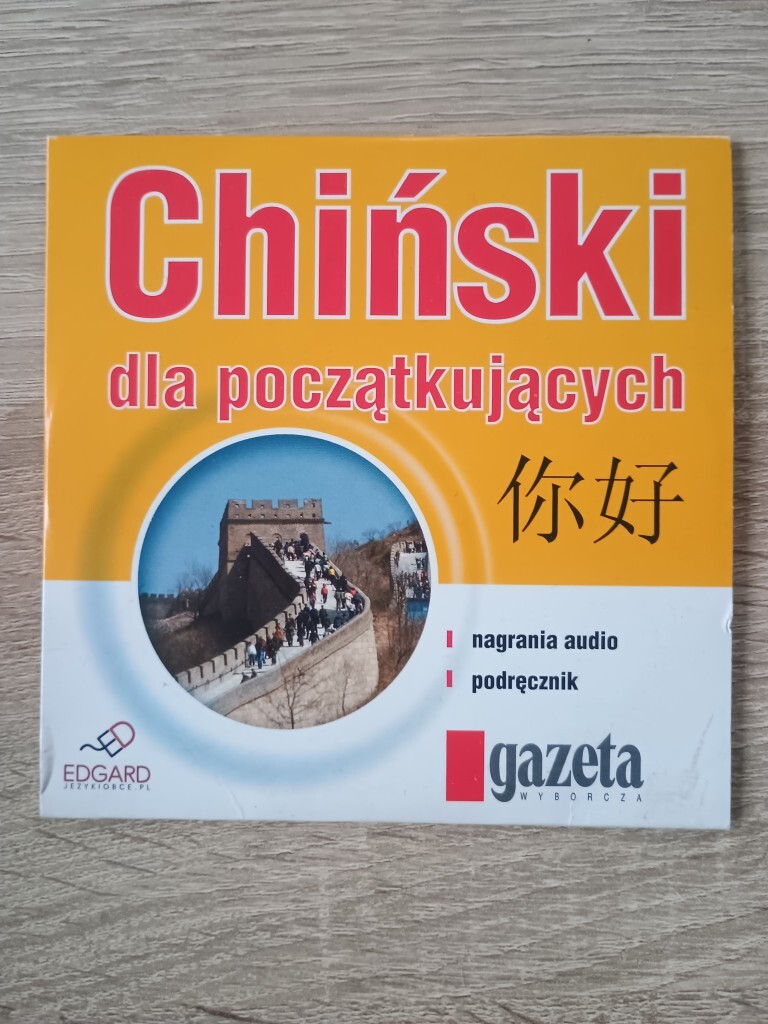 Chiński
dla początkujących
你好
nagrania audio
podręcznik
EDGARD
JEZYKIOBCE.PL
gazeta
WYBORCZA